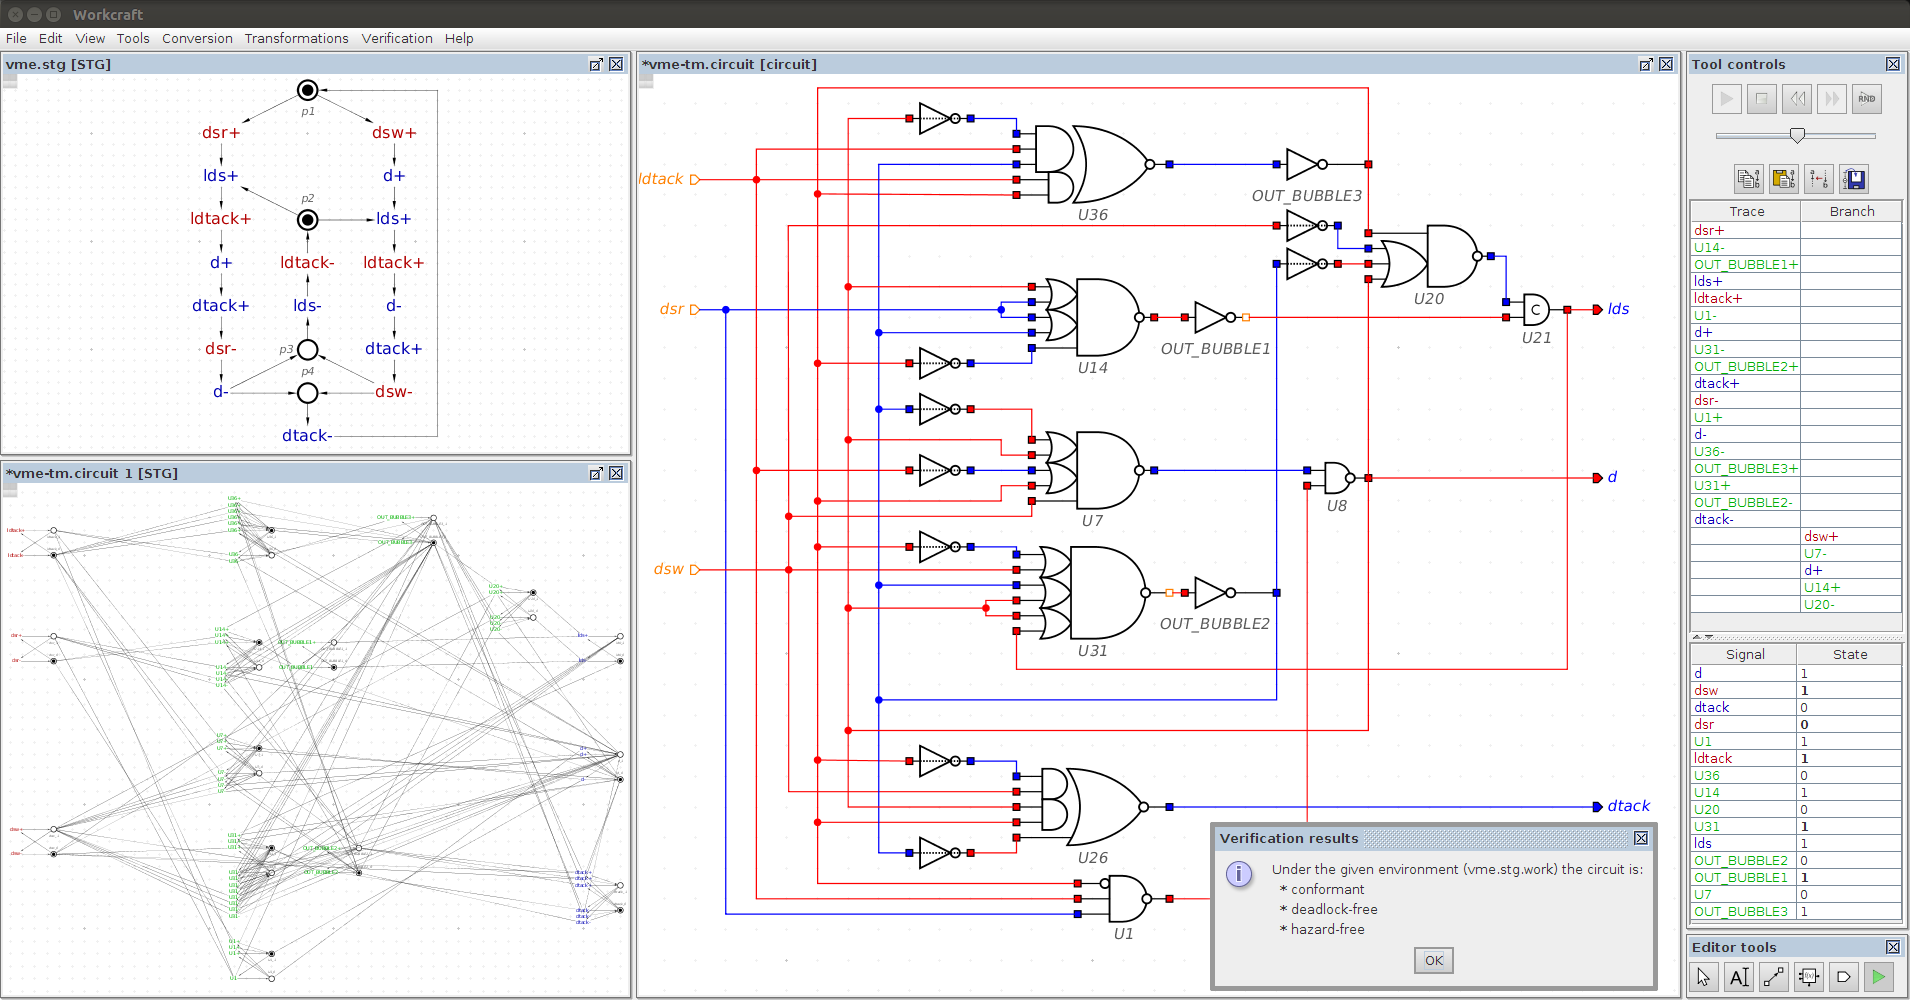 Workcraft
File Edit View Tools Conversion Transformations Verification Help
vme.stg [STG]
p1
dsr+ dsw+
lds+ d+
p2
ldtack+ lds+
d+ ldtack- ldtack+
dtack+ lds- d-
dsr- p3 dtack+
p4
d- dsw-
dtack-
*vme-tm.circuit 1 [STG]
*vme-tm.circuit [circuit]
ldtack
U36
OUT_BUBBLE3
U20
dsr
lds
U21
OUT_BUBBLE1
U14
d
U8
U7
dsw
OUT_BUBBLE2
U31
dtack
U26
U1
Verification results
Under the given environment (vme.stg.work) the circuit is:
* conformant
* deadlock-free
* hazard-free
OK
Tool controls
RND
Trace Branch
dsr+
U14-
OUT_BUBBLE1+
lds+
ldtack+
U1-
d+
U31-
OUT_BUBBLE2+
dtack+
dsr-
U1+
d-
U36-
OUT_BUBBLE3+
U31+
OUT_BUBBLE2-
dtack-
dsw+
U7-
d+
U14+
U20-
Signal State
d 1
dsw 1
dtack 0
dsr 0
U1 1
ldtack 1
U36 0
U14 1
U20 0
U31 1
lds 1
OUT_BUBBLE2 0
OUT_BUBBLE1 1
U7 0
OUT_BUBBLE3 1
Editor tools